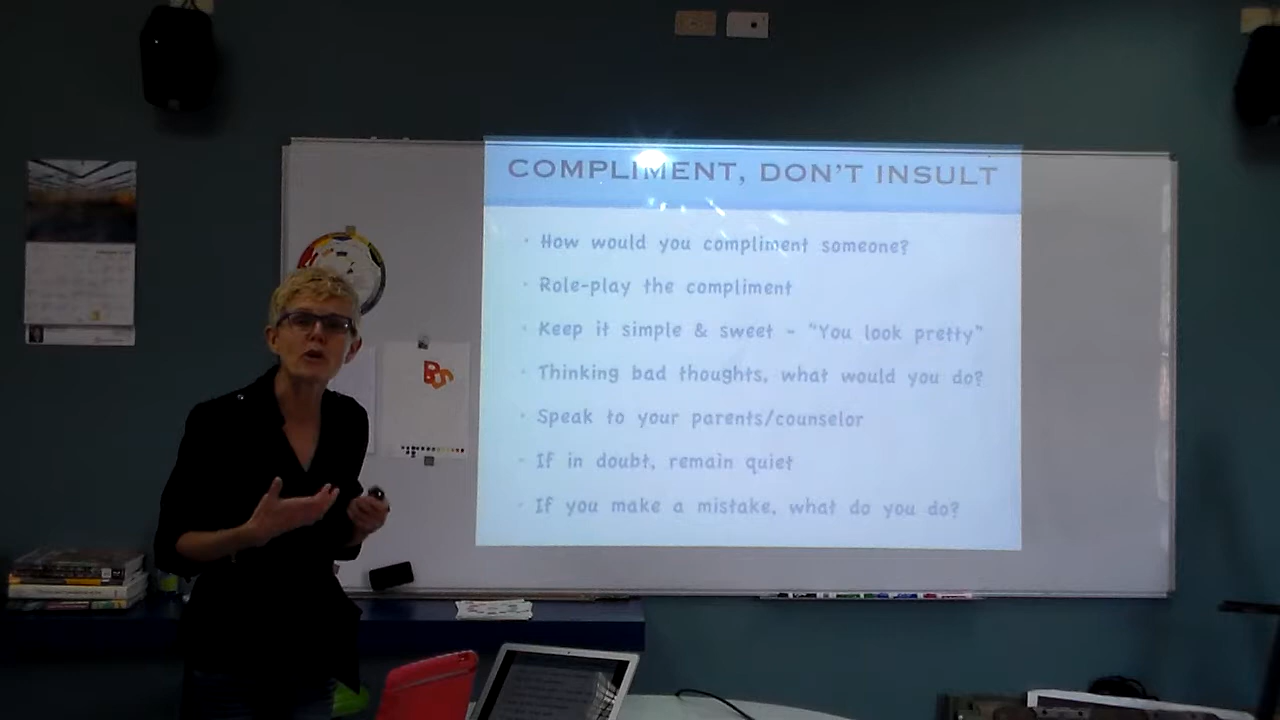 COMPLIMENT, DON'T INSULT
· How would you compliment someone?
· Role-play the compliment
· Keep it simple & sweet - "You look pretty"
· Thinking bad thoughts, what would you do?
· Speak to your parents/counselor
· If in doubt, remain quiet
· If you make a mistake, what do you do?
BS